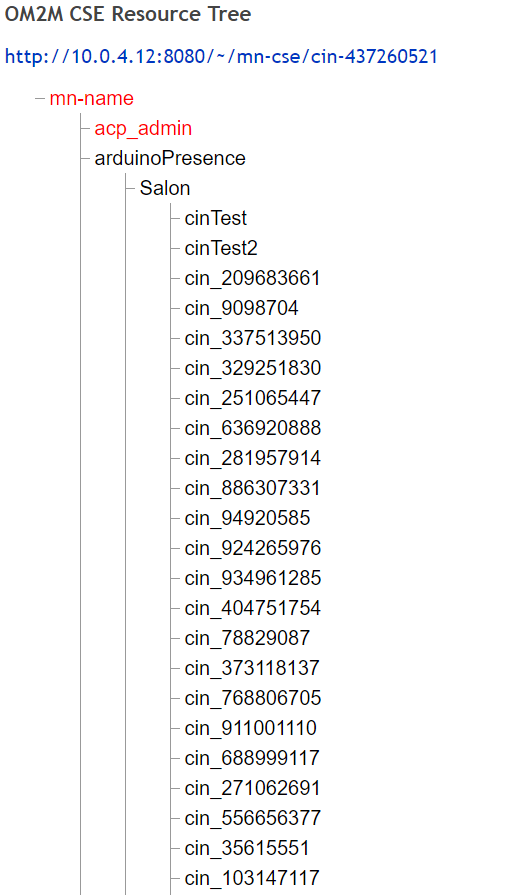 OM2M CSE Resource Tree
http://10.0.4.12:8080/~/mn-cse/cin-437260521
mn-name
acp_admin
arduinoPresence
Salon
cinTest
cinTest2
cin_209683661
cin_9098704
cin_337513950
cin_329251830
cin_251065447
cin_636920888
cin_281957914
cin_886307331
cin_94920585
cin_924265976
cin_934961285
cin_404751754
cin_78829087
cin_373118137
cin_768806705
cin_911001110
cin_688999117
cin_271062691
cin_556656377
cin_35615551
cin_103147117